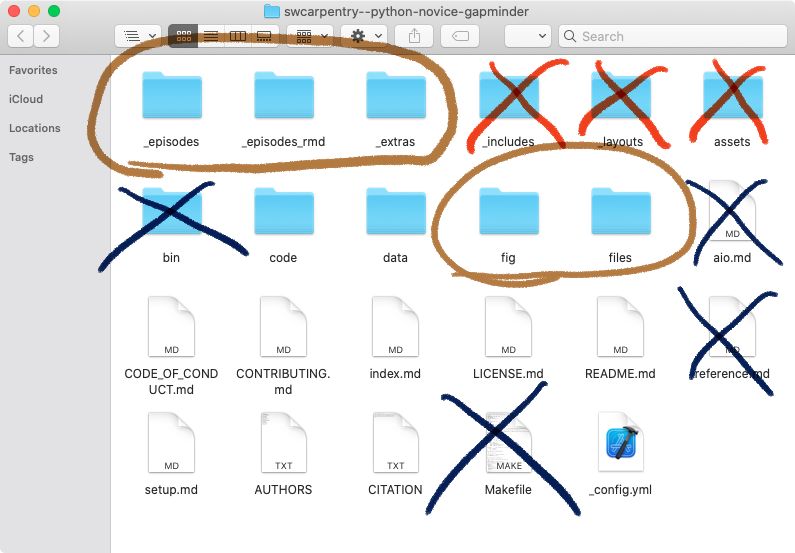 swcarpentry--python-novice-gapminder
Search
Favorites
iCloud
Locations
Tags
_episodes
_episodes_rmd
_extras
_includes
_layouts
assets
bin
code
data
fig
files
MD
aio.md
MD
CODE_OF_COND
UCT.md
MD
CONTRIBUTING.
md
MD
index.md
MD
LICENSE.md
MD
README.md
MD
reference.md
MD
setup.md
TXT
AUTHORS
TXT
CITATION
MAKE
Makefile
_config.yml